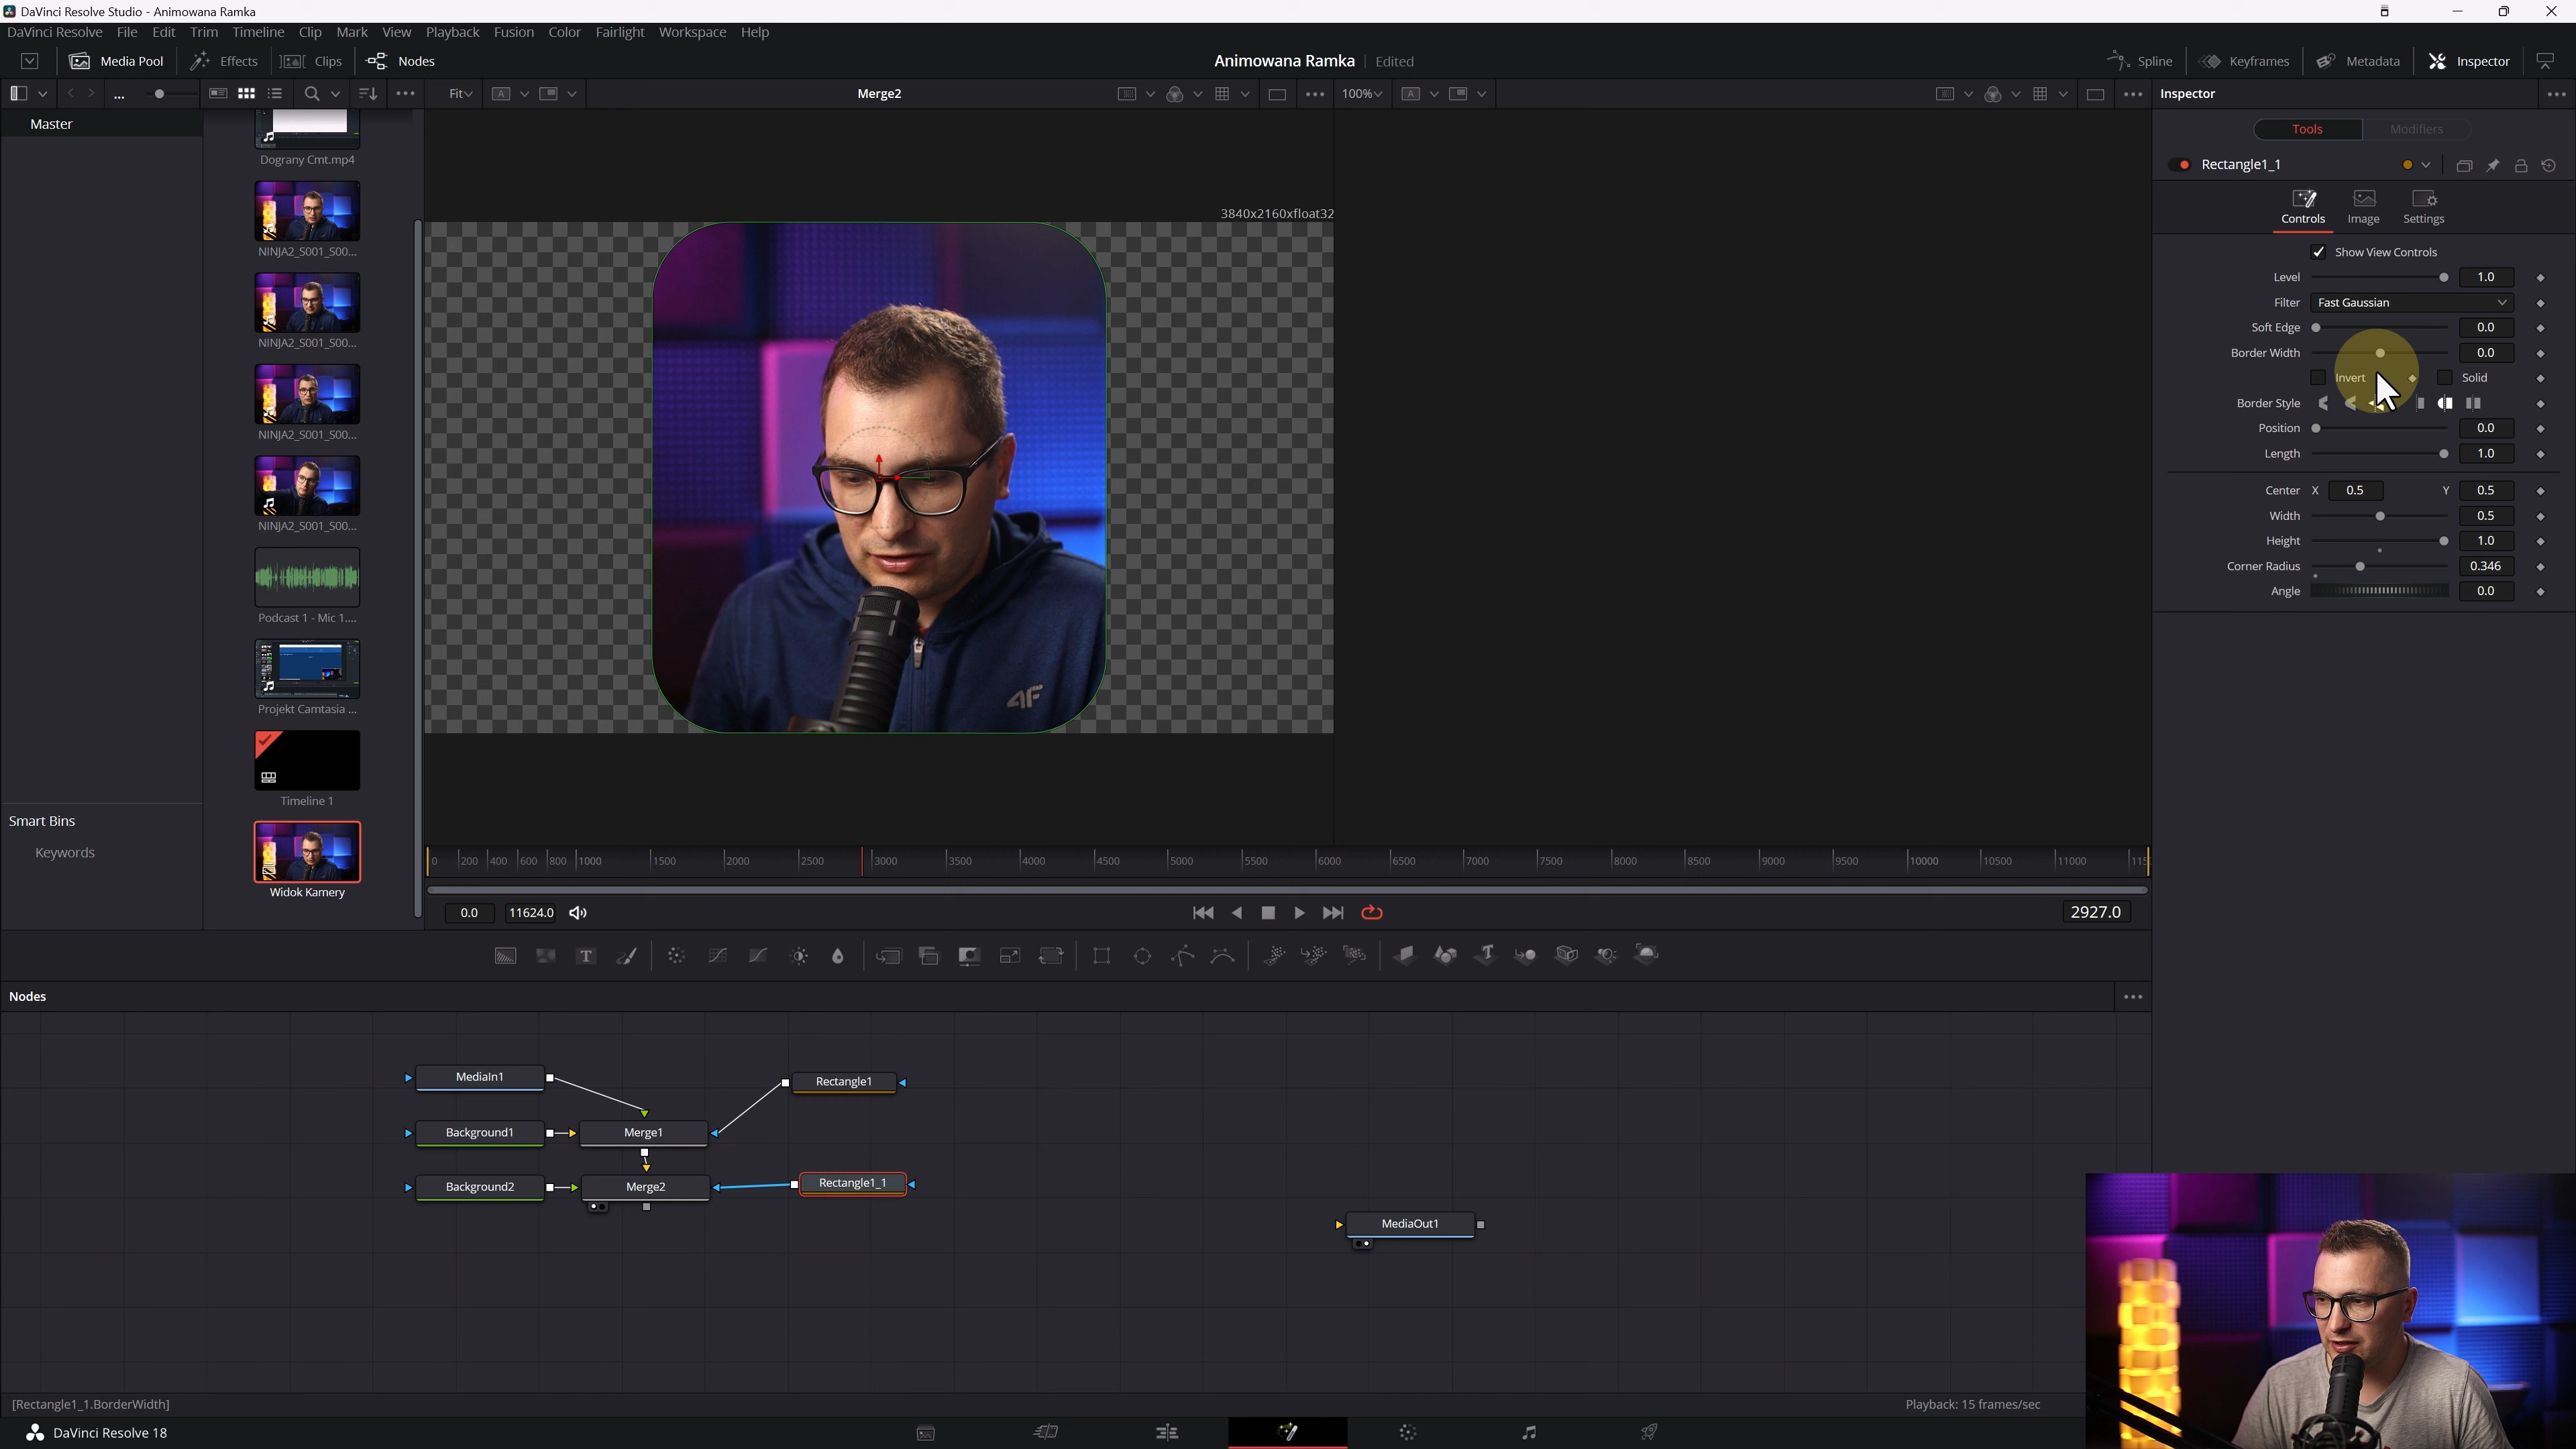 DaVinci Resolve Studio - Animowana Ramka
DaVinci Resolve File Edit Trim Timeline Clip Mark View Playback Fusion Color Fairlight Workspace Help
Media Pool Effects Clips Nodes Animowana Ramka Edited Spline Keyframes Metadata Inspector
... Fit A Merge2 100% A Inspector
Master
Dograny Cmt.mp4
NINJA2_S001_S00...
NINJA2_S001_S00...
NINJA2_S001_S00...
NINJA2_S001_S00...
Podcast 1 - Mic 1....
Projekt Camtasia ...
Timeline 1
Widok Kamery
Smart Bins
Keywords
3840x2160xfloat32
4F
Tools Modifiers
Rectangle1_1
Controls Image Settings
Show View Controls
Level 1.0
Filter Fast Gaussian
Soft Edge 0.0
Border Width 0.0
Invert Solid
Border Style
Position 0.0
Length 1.0
Center X 0.5 Y 0.5
Width 0.5
Height 1.0
Corner Radius 0.346
Angle 0.0
0 200 400 600 800 1000 1500 2000 2500 3000 3500 4000 4500 5000 5500 6000 6500 7000 7500 8000 8500 9000 9500 10000 10500 11000 115
0.0 11624.0 2927.0
T T
Nodes
MediaIn1 Rectangle1
Background1 Merge1
Background2 Merge2 Rectangle1_1
MediaOut1
[Rectangle1_1.BorderWidth] Playback: 15 frames/sec
DaVinci Resolve 18